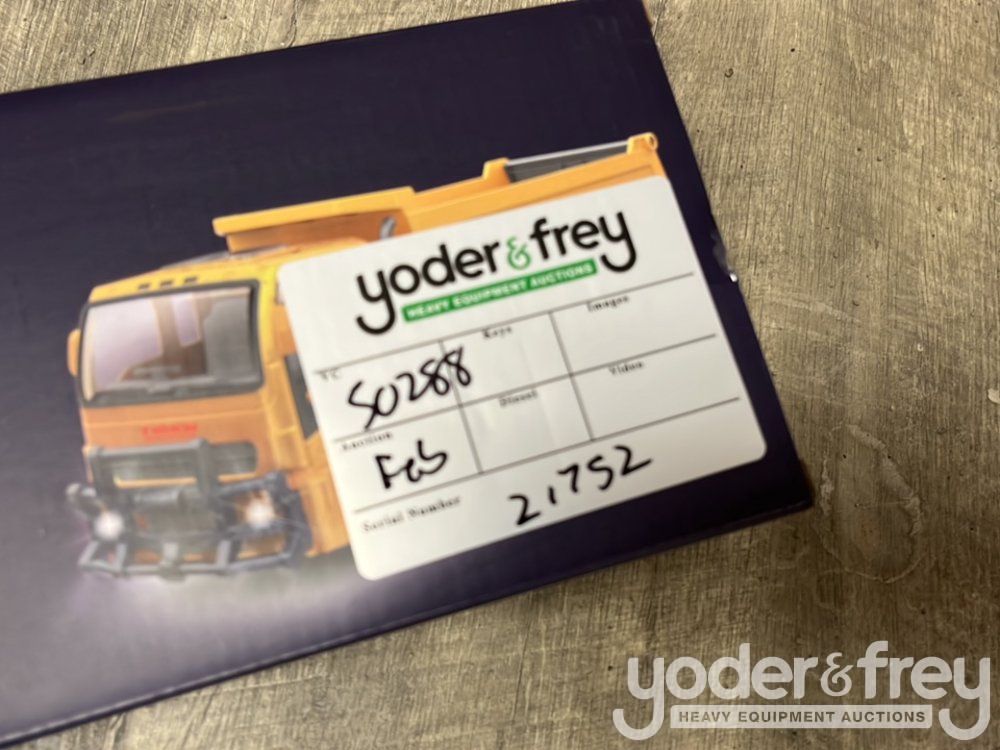 yoder & frey
HEAVY EQUIPMENT AUCTIONS
Keys
Images
S0288
Diesel
Video
Auction
Feb
Serial Number
21752
yoder & frey
HEAVY EQUIPMENT AUCTIONS